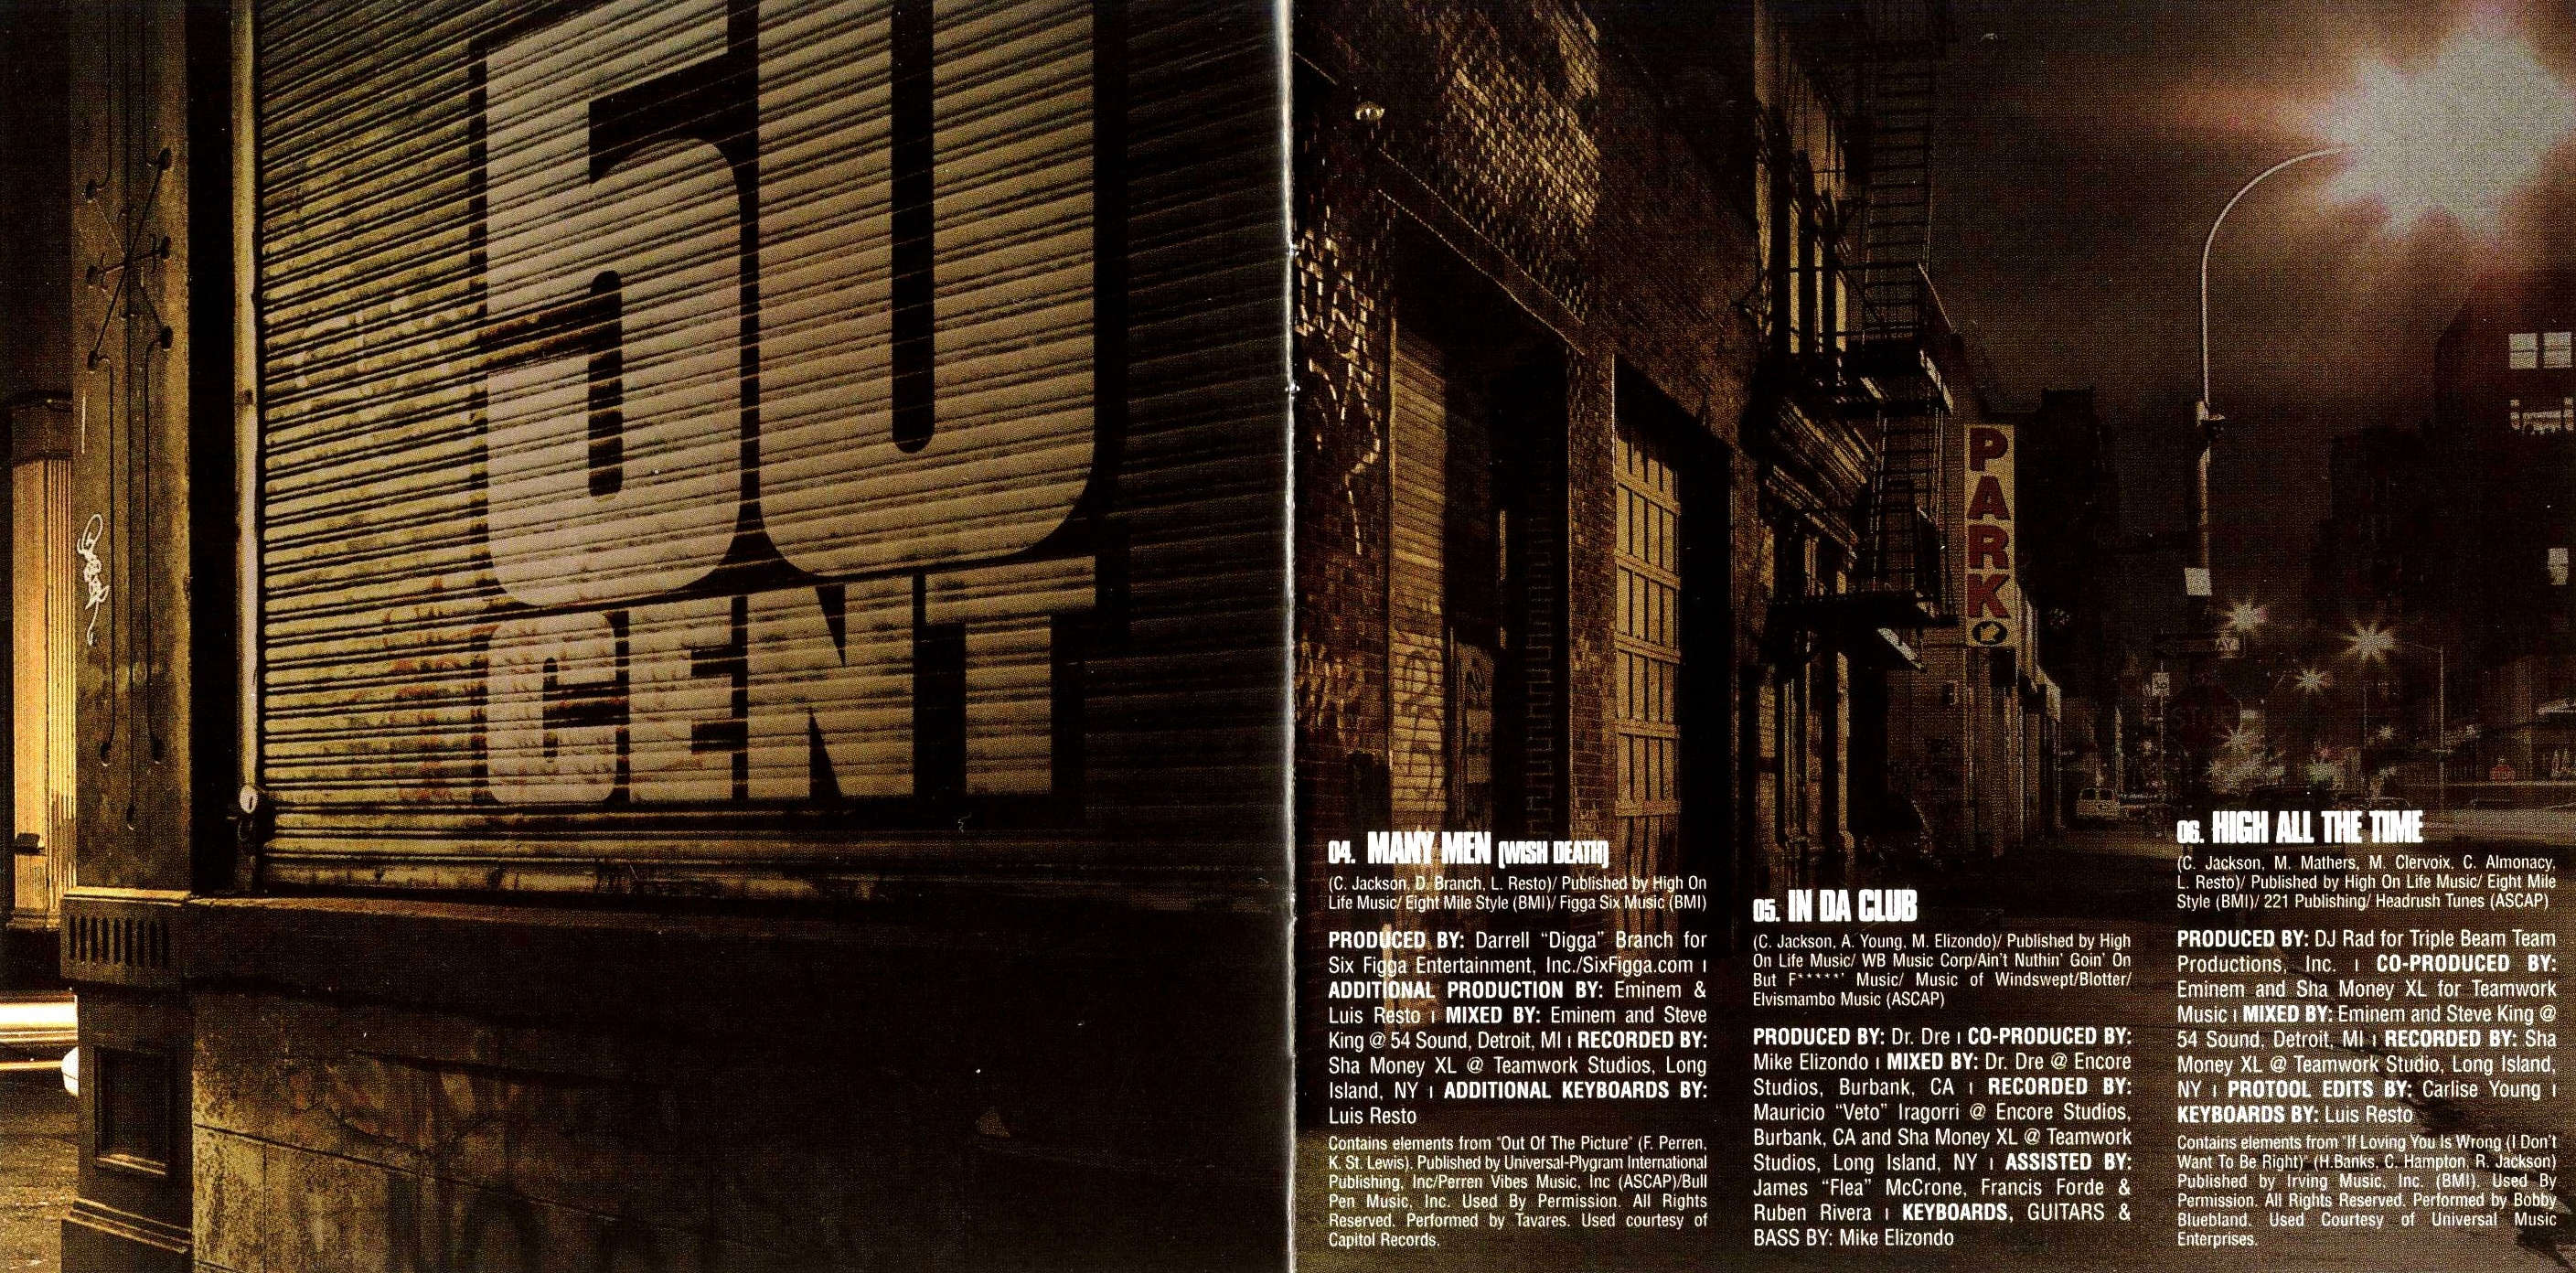 50
CENT
PARK
04. MANY MEN (WISH DEATH)
(C. Jackson, D. Branch, L. Resto)/ Published by High On
Life Music/ Eight Mile Style (BMI)/ Figga Six Music (BMI)
PRODUCED BY: Darrell "Digga" Branch for
Six Figga Entertainment, Inc./SixFigga.com ı
ADDITIONAL PRODUCTION BY: Eminem &
Luis Resto ı MIXED BY: Eminem and Steve
King @ 54 Sound, Detroit, MI ı RECORDED BY:
Sha Money XL @ Teamwork Studios, Long
Island, NY ı ADDITIONAL KEYBOARDS BY:
Luis Resto
Contains elements from "Out Of The Picture" (F. Perren,
K. St. Lewis). Published by Universal-Plygram International
Publishing, Inc/Perren Vibes Music, Inc (ASCAP)/Bull
Pen Music, Inc. Used By Permission. All Rights
Reserved. Performed by Tavares. Used courtesy of
Capitol Records.
05. IN DA CLUB
(C. Jackson, A. Young, M. Elizondo)/ Published by High
On Life Music/ WB Music Corp/Ain't Nuthin' Goin' On
But F*****' Music/ Music of Windswept/Blotter/
Elvismambo Music (ASCAP)
PRODUCED BY: Dr. Dre ı CO-PRODUCED BY:
Mike Elizondo ı MIXED BY: Dr. Dre @ Encore
Studios, Burbank, CA ı RECORDED BY:
Mauricio "Veto" Iragorri @ Encore Studios,
Burbank, CA and Sha Money XL @ Teamwork
Studios, Long Island, NY ı ASSISTED BY:
James "Flea" McCrone, Francis Forde &
Ruben Rivera ı KEYBOARDS, GUITARS &
BASS BY: Mike Elizondo
06. HIGH ALL THE TIME
(C. Jackson, M. Mathers, M. Clervoix, C. Almonacy,
L. Resto)/ Published by High On Life Music/ Eight Mile
Style (BMI)/ 221 Publishing/ Headrush Tunes (ASCAP)
PRODUCED BY: DJ Rad for Triple Beam Team
Productions, Inc. ı CO-PRODUCED BY:
Eminem and Sha Money XL for Teamwork
Music ı MIXED BY: Eminem and Steve King @
54 Sound, Detroit, MI ı RECORDED BY: Sha
Money XL @ Teamwork Studio, Long Island,
NY ı PROTOOL EDITS BY: Carlise Young ı
KEYBOARDS BY: Luis Resto
Contains elements from "If Loving You Is Wrong (I Don't
Want To Be Right)" (H.Banks, C. Hampton, R. Jackson)
Published by Irving Music, Inc. (BMI). Used By
Permission. All Rights Reserved. Performed by Bobby
Bluebland. Used Courtesy of Universal Music
Enterprises.